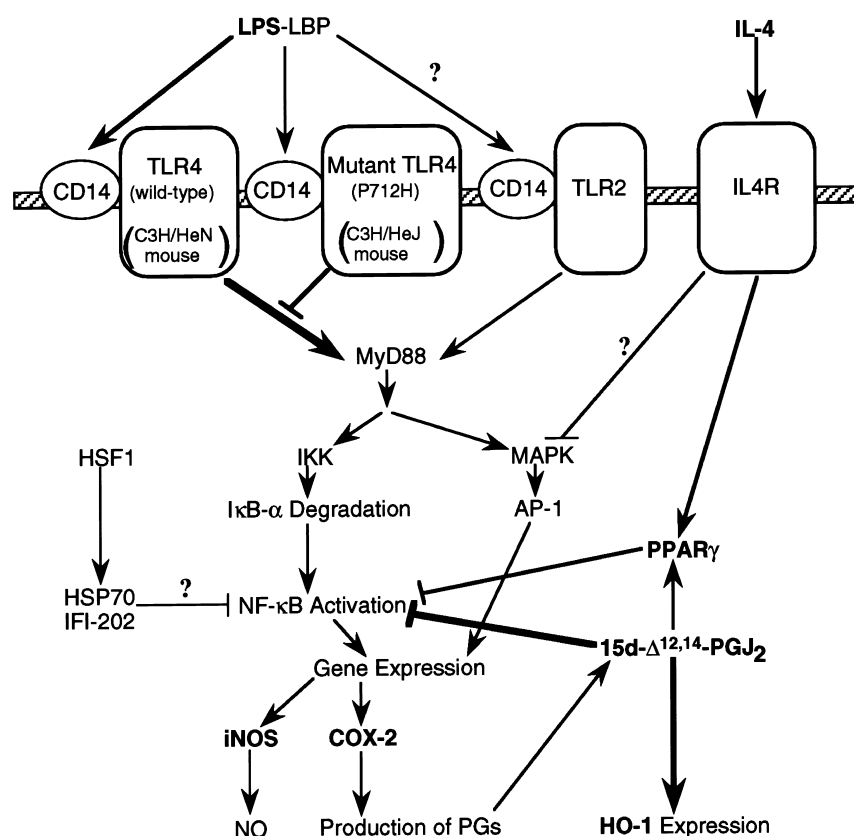 LPS-LBP
IL-4
?
CD14
TLR4
(wild-type)
(C3H/HeN
mouse)
CD14
Mutant TLR4
(P712H)
(C3H/HeJ
mouse)
CD14
TLR2
IL4R
MyD88
?
HSF1
IKK
MAPK
IκB-α Degradation
AP-1
PPARγ
HSP70
IFI-202
?
NF-κB Activation
15d-Δ12,14-PGJ2
Gene Expression
iNOS
COX-2
NO
Production of PGs
HO-1 Expression